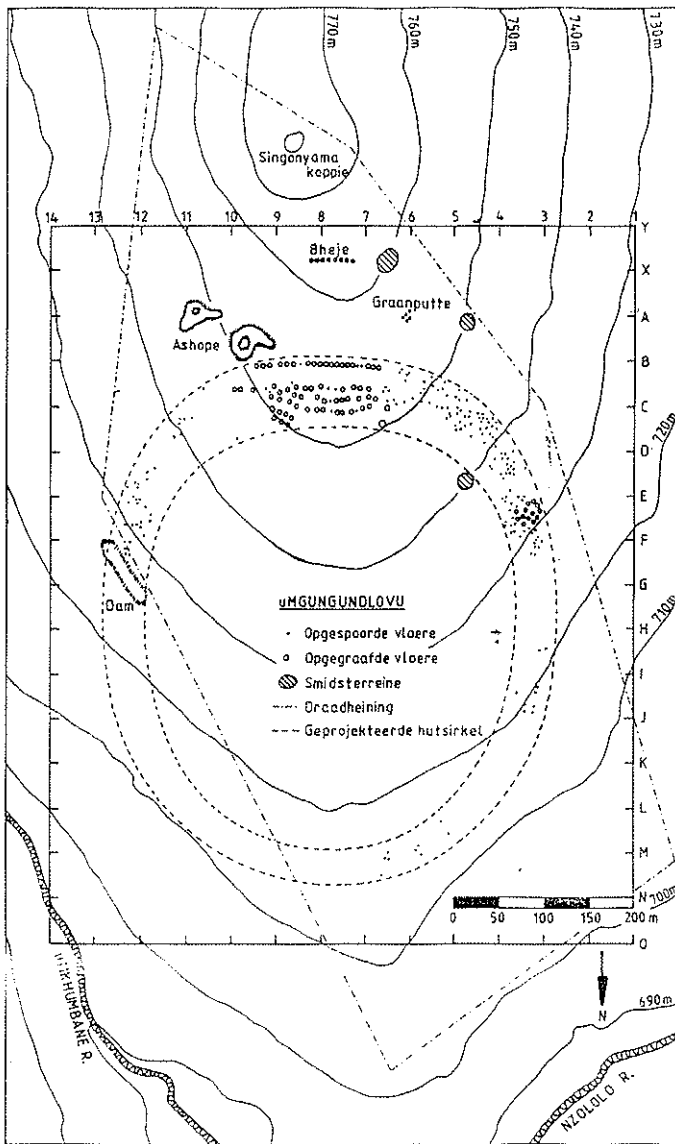 770m
760m
750m
740m
730m
Singonyama
koppie
14 13 12 11 10 9 8 7 6 5 4 3 2 1 Y
Bheje
X
Graanputte
A
Ashope
B
C
D
720m
E
F
Dam
G
uMGUNGUNDLOVU
710m
H
Opgespoorde vloere
Opgegraafde vloere
I
Smidsterreine
J
Draadheining
Geprojekteerde hutsirkel
K
L
M
N
700m
0 50 100 150 200 m
O
N
690m
R.
NZOLOLO R.